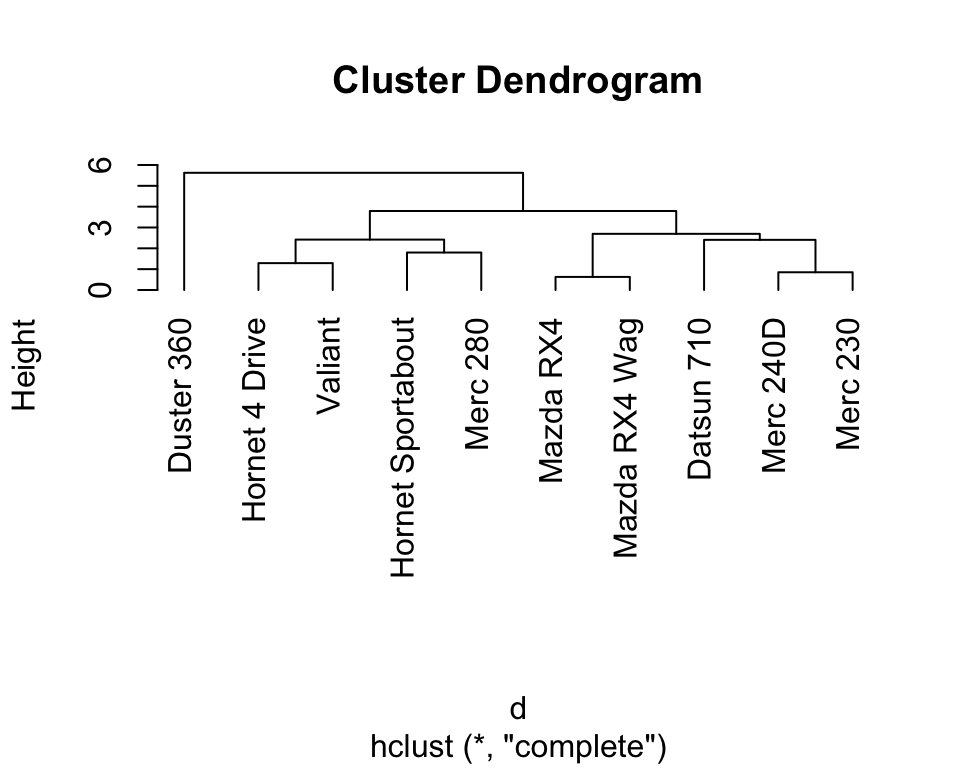 Cluster Dendrogram
Height
6
3
0
Duster 360
Hornet 4 Drive
Valiant
Hornet Sportabout
Merc 280
Mazda RX4
Mazda RX4 Wag
Datsun 710
Merc 240D
Merc 230
d
hclust (*, "complete")